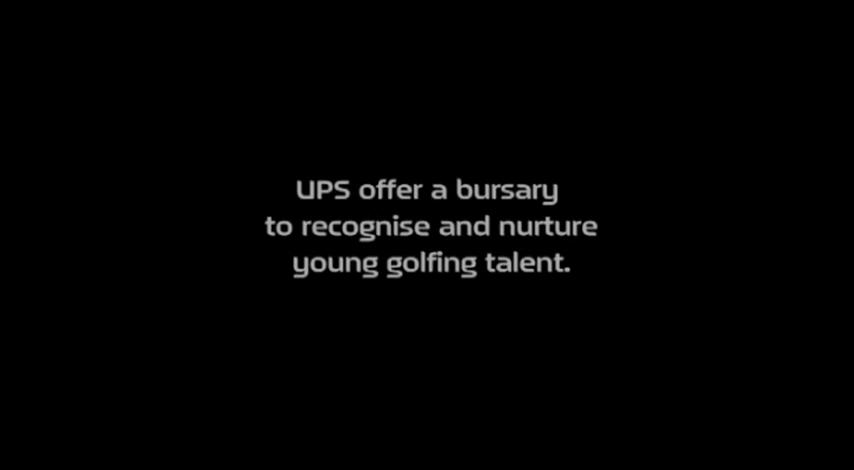 UPS offer a bursary
to recognise and nurture
young golfing talent.